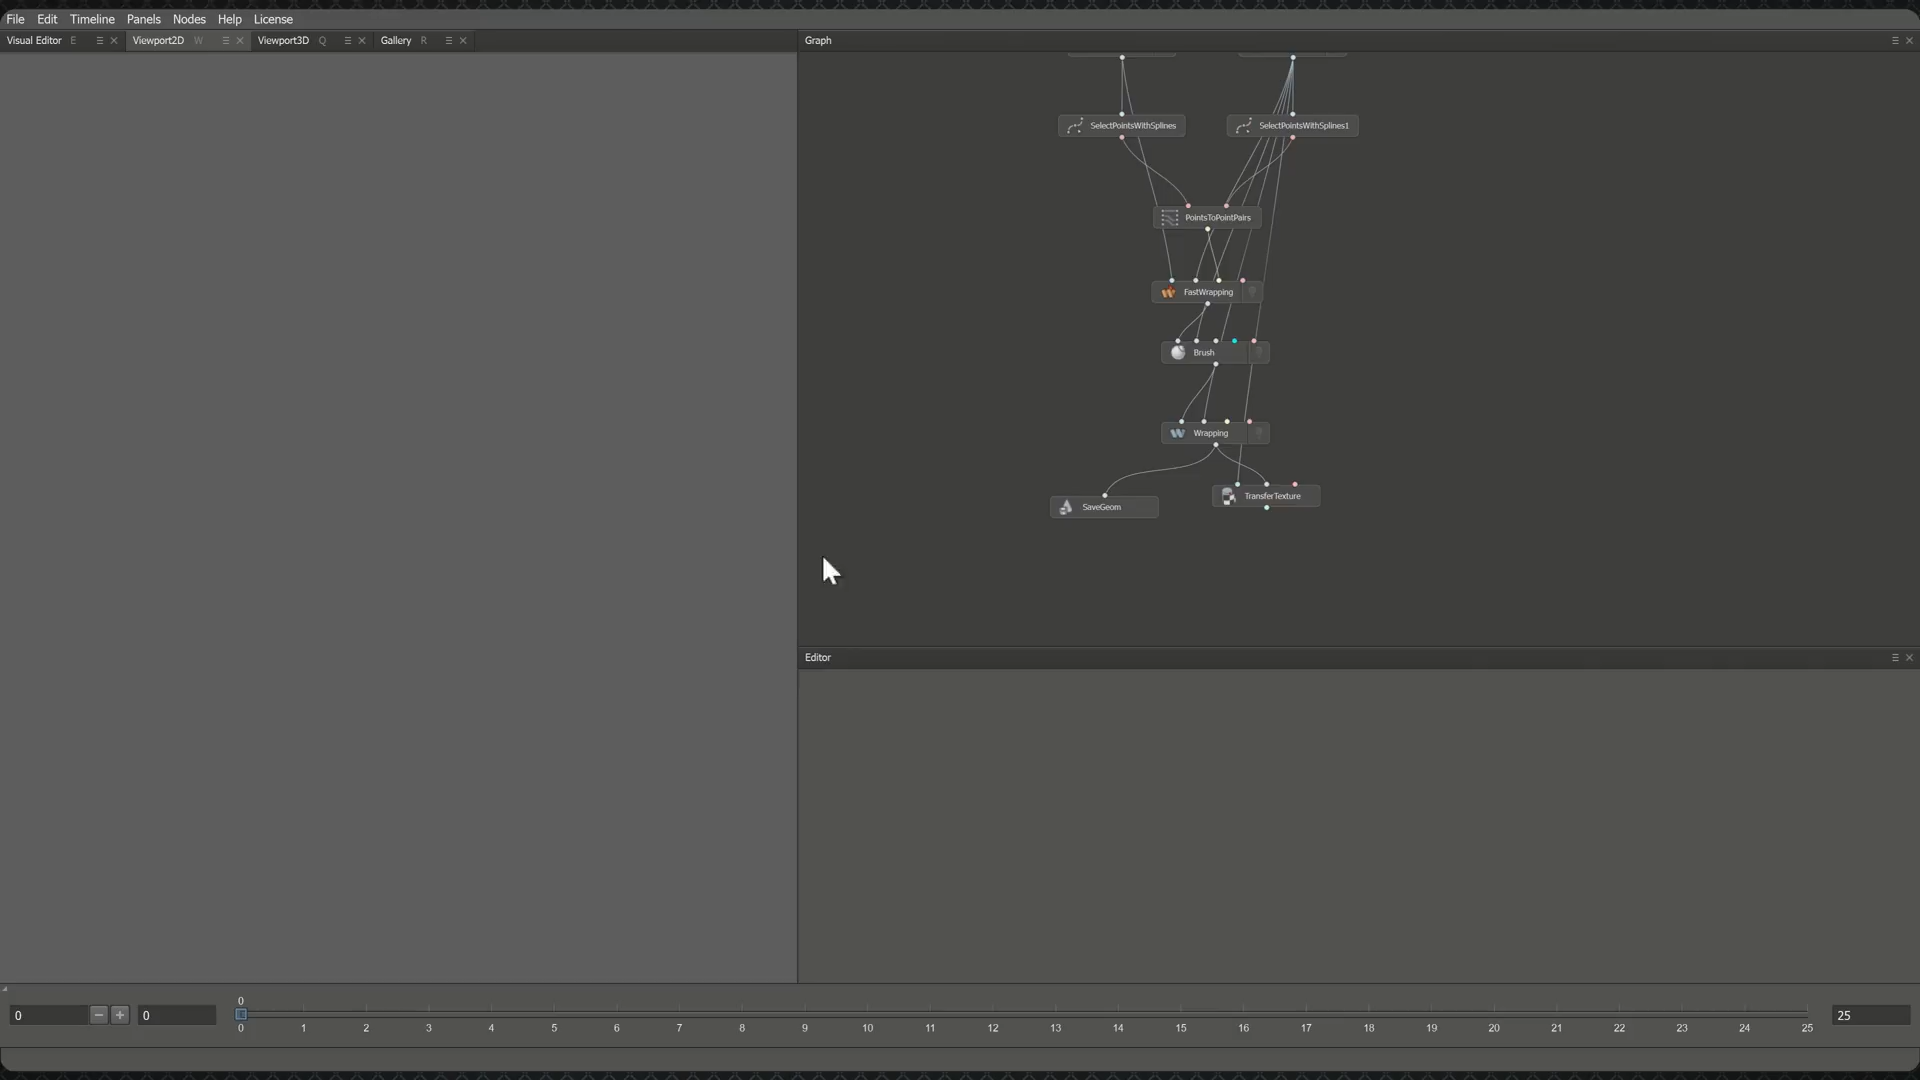 File Edit Timeline Panels Nodes Help License
Visual Editor E Viewport2D W Viewport3D Q Gallery R Graph
SelectPointsWithSplines SelectPointsWithSplines1
PointsToPointPairs
FastWrapping
Brush
Wrapping
SaveGeom TransferTexture
Editor
0
0 0 25
0 1 2 3 4 5 6 7 8 9 10 11 12 13 14 15 16 17 18 19 20 21 22 23 24 25